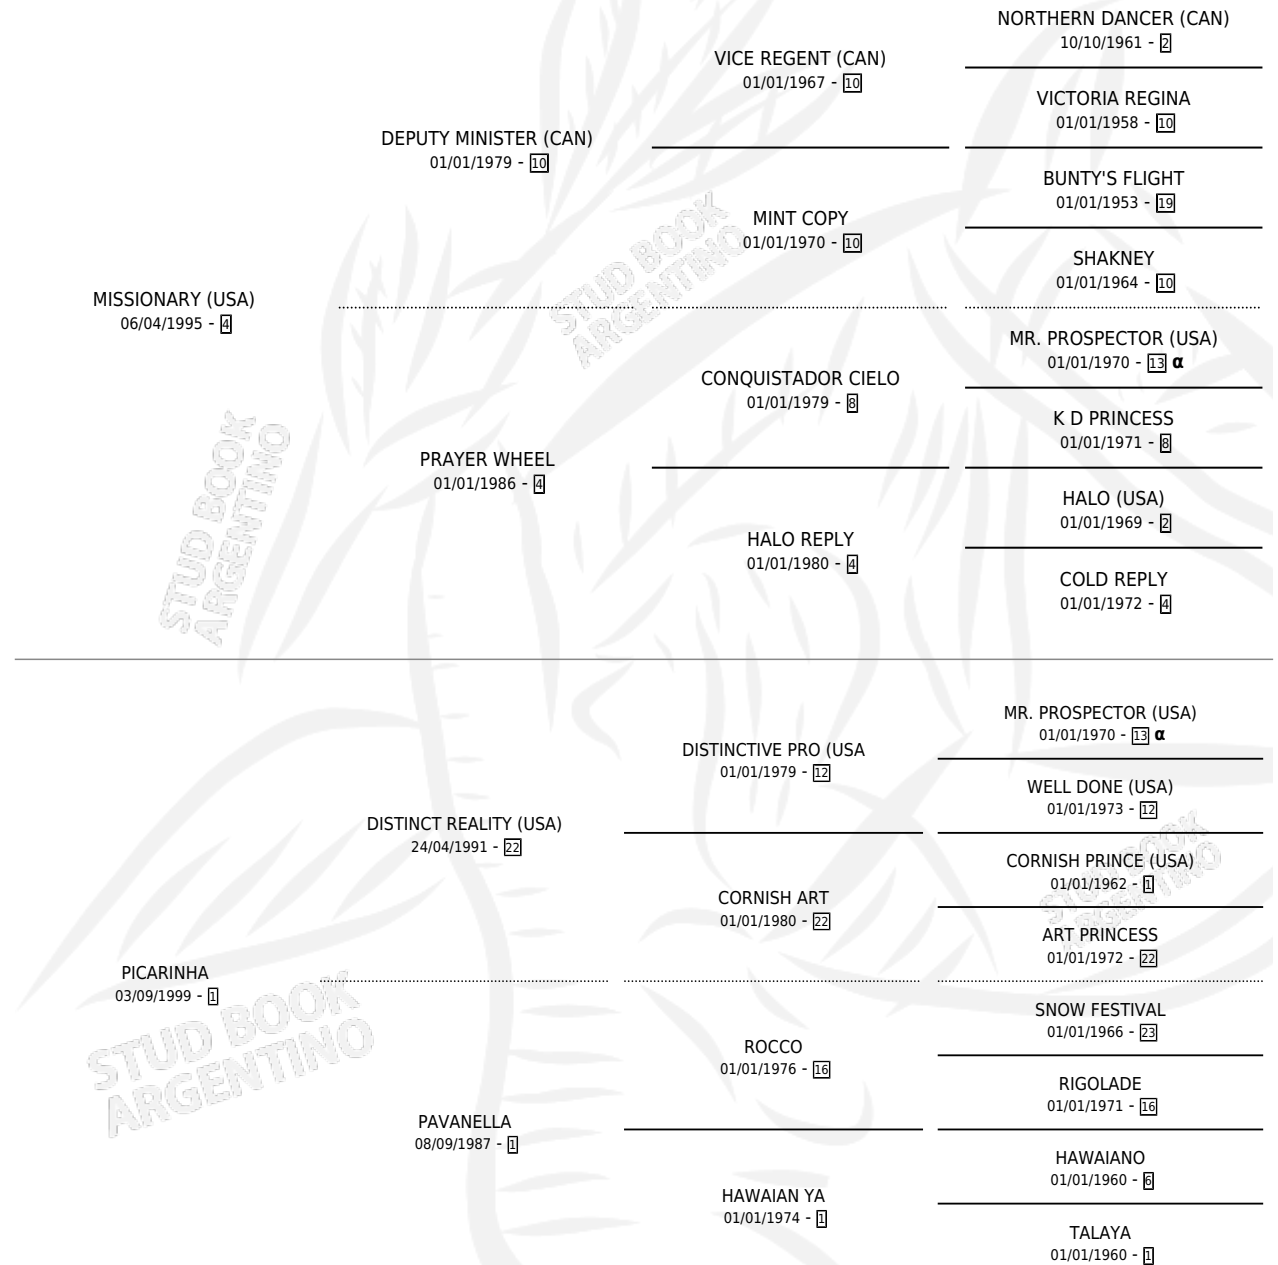 NORTHERN DANCER (CAN)
10/10/1961 - 2
VICE REGENT (CAN)
01/01/1967 - 10
VICTORIA REGINA
01/01/1958 - 10
DEPUTY MINISTER (CAN)
01/01/1979 - 10
BUNTY'S FLIGHT
01/01/1953 - 19
MINT COPY
01/01/1970 - 10
SHAKNEY
01/01/1964 - 10
MISSIONARY (USA)
06/04/1995 - 4
MR. PROSPECTOR (USA)
01/01/1970 - 13 α
CONQUISTADOR CIELO
01/01/1979 - 8
K D PRINCESS
01/01/1971 - 8
PRAYER WHEEL
01/01/1986 - 4
HALO (USA)
01/01/1969 - 2
HALO REPLY
01/01/1980 - 4
COLD REPLY
01/01/1972 - 4
MR. PROSPECTOR (USA)
01/01/1970 - 13 α
DISTINCTIVE PRO (USA
01/01/1979 - 12
WELL DONE (USA)
01/01/1973 - 12
DISTINCT REALITY (USA)
24/04/1991 - 22
CORNISH PRINCE (USA)
01/01/1962 - 1
CORNISH ART
01/01/1980 - 22
ART PRINCESS
01/01/1972 - 22
PICARINHA
03/09/1999 - 1
SNOW FESTIVAL
01/01/1966 - 23
ROCCO
01/01/1976 - 16
RIGOLADE
01/01/1971 - 16
PAVANELLA
08/09/1987 - 1
HAWAIANO
01/01/1960 - 6
HAWAIAN YA
01/01/1974 - 1
TALAYA
01/01/1960 - 1
STUD BOOK
ARGENTINO
STUD BOOK
ARGENTINO
STUD BOOK
ARGENTINO
STUD BOOK
ARGENTINO